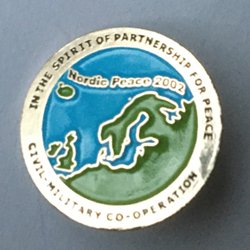 IN THE SPIRIT OF PARTNERSHIP FOR PEACE
Nordic Peace 2002
CIVIL-MILITARY CO-OPERATION